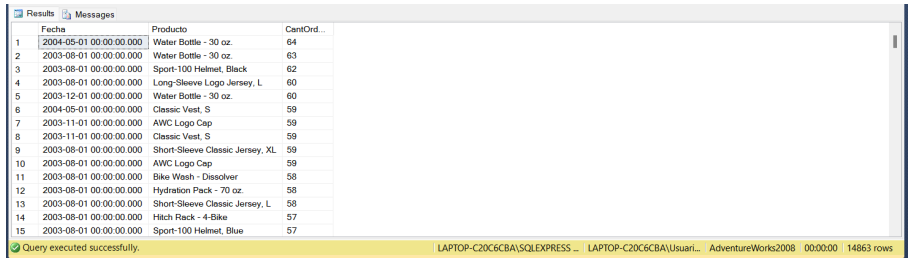 Results Messages
Fecha Producto CantOrd...
1 2004-05-01 00:00:00.000 Water Bottle - 30 oz. 64
2 2003-08-01 00:00:00.000 Water Bottle - 30 oz. 63
3 2003-08-01 00:00:00.000 Sport-100 Helmet, Black 62
4 2003-08-01 00:00:00.000 Long-Sleeve Logo Jersey, L 60
5 2003-12-01 00:00:00.000 Water Bottle - 30 oz. 60
6 2004-05-01 00:00:00.000 Classic Vest, S 59
7 2003-11-01 00:00:00.000 AWC Logo Cap 59
8 2003-11-01 00:00:00.000 Classic Vest, S 59
9 2003-08-01 00:00:00.000 Short-Sleeve Classic Jersey, XL 59
10 2003-08-01 00:00:00.000 AWC Logo Cap 59
11 2003-08-01 00:00:00.000 Bike Wash - Dissolver 58
12 2003-08-01 00:00:00.000 Hydration Pack - 70 oz. 58
13 2003-08-01 00:00:00.000 Short-Sleeve Classic Jersey, L 58
14 2003-08-01 00:00:00.000 Hitch Rack - 4-Bike 57
15 2003-08-01 00:00:00.000 Sport-100 Helmet, Blue 57
Query executed successfully. LAPTOP-C20C6CBA\SQLEXPRESS ... LAPTOP-C20C6CBA\Usuari... AdventureWorks2008 00:00:00 14863 rows